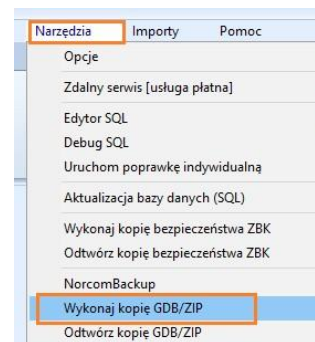 Narzędzia Importy Pomoc
Opcje
Zdalny serwis [usługa płatna]
Edytor SQL
Debug SQL
Uruchom poprawkę indywidualną
Aktualizacja bazy danych (SQL)
Wykonaj kopię bezpieczeństwa ZBK
Odtwórz kopię bezpieczeństwa ZBK
NorcomBackup
Wykonaj kopię GDB/ZIP
Odtwórz kopię GDB/ZIP